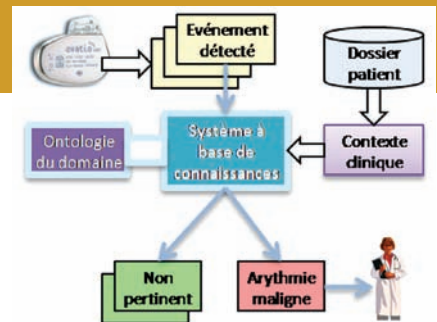 Evénement
détecté
Dossier
patient
Ontologie
du domaine
Système à
base de
connaissances
Contexte
clinique
Non
pertinent
Arythmie
maligne